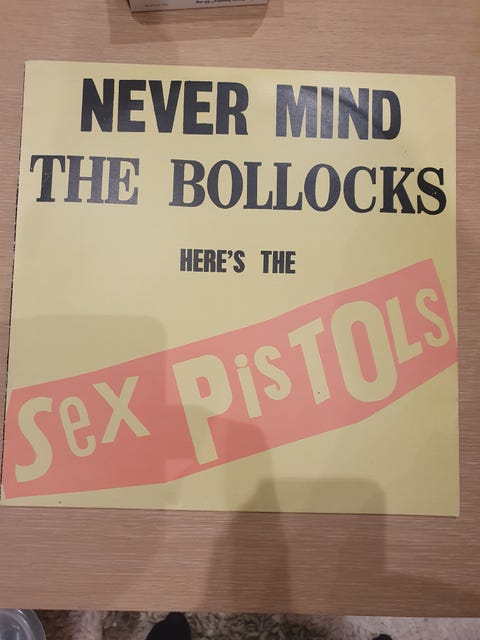 NEVER MIND
THE BOLLOCKS
HERE'S THE
Sex PisTOLS